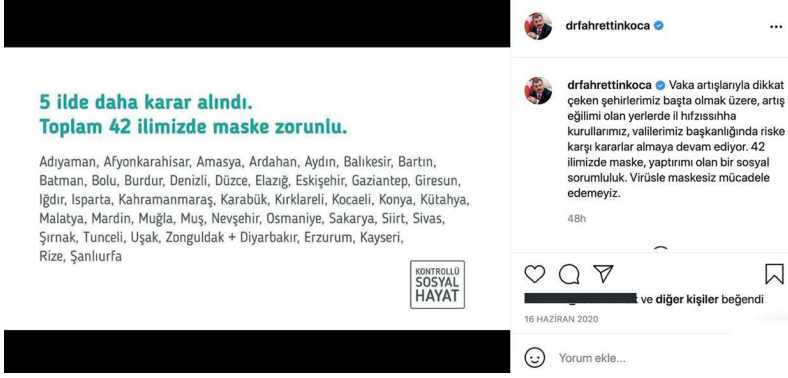 5 ilde daha karar alındı.
Toplam 42 ilimizde maske zorunlu.
Adıyaman, Afyonkarahisar, Amasya, Ardahan, Aydın, Balıkesir, Bartın,
Batman, Bolu, Burdur, Denizli, Düzce, Elazığ, Eskişehir, Gaziantep, Giresun,
Iğdır, Isparta, Kahramanmaraş, Karabük, Kırklareli, Kocaeli, Konya, Kütahya,
Malatya, Mardin, Muğla, Muş, Nevşehir, Osmaniye, Sakarya, Siirt, Sivas,
Şırnak, Tunceli, Uşak, Zonguldak + Diyarbakır, Erzurum, Kayseri,
Rize, Şanlıurfa
KONTROLLÜ
SOSYAL
HAYAT
drfahrettinkoca
drfahrettinkoca Vaka artışlarıyla dikkat
çeken şehirlerimiz başta olmak üzere, artış
eğilimi olan yerlerde il hıfzıssıhha
kurullarımız, valilerimiz başkanlığında riske
karşı kararlar almaya devam ediyor. 42
ilimizde maske, yaptırımı olan bir sosyal
sorumluluk. Virüsle maskesiz mücadele
edemeyiz.
48h
ve diğer kişiler beğendi
16 HAZİRAN 2020
Yorum ekle...